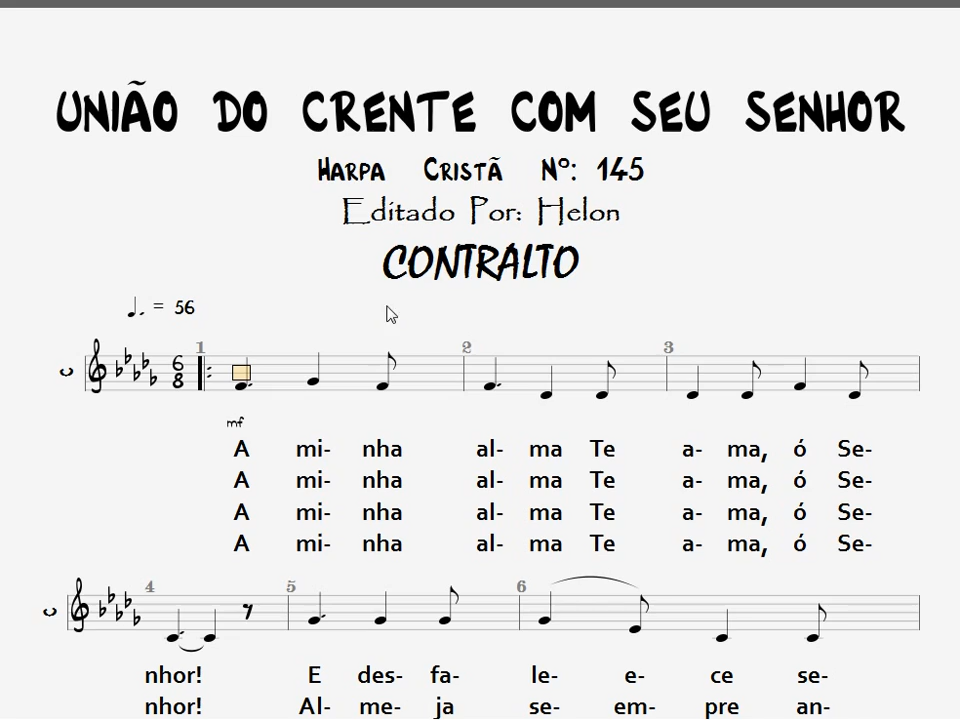 UNIÃO DO CRENTE COM SEU SENHOR
HARPA CRISTÃ Nº: 145
Editado Por: Helon
CONTRALTO
= 56
1 2 3
6
8
C
mf
A mi- nha al- ma Te a- ma, ó Se-
A mi- nha al- ma Te a- ma, ó Se-
A mi- nha al- ma Te a- ma, ó Se-
A mi- nha al- ma Te a- ma, ó Se-
4 5 6
C
nhor! E des- fa- le- e- ce se-
nhor! Al- me- ja se- em- pre an-